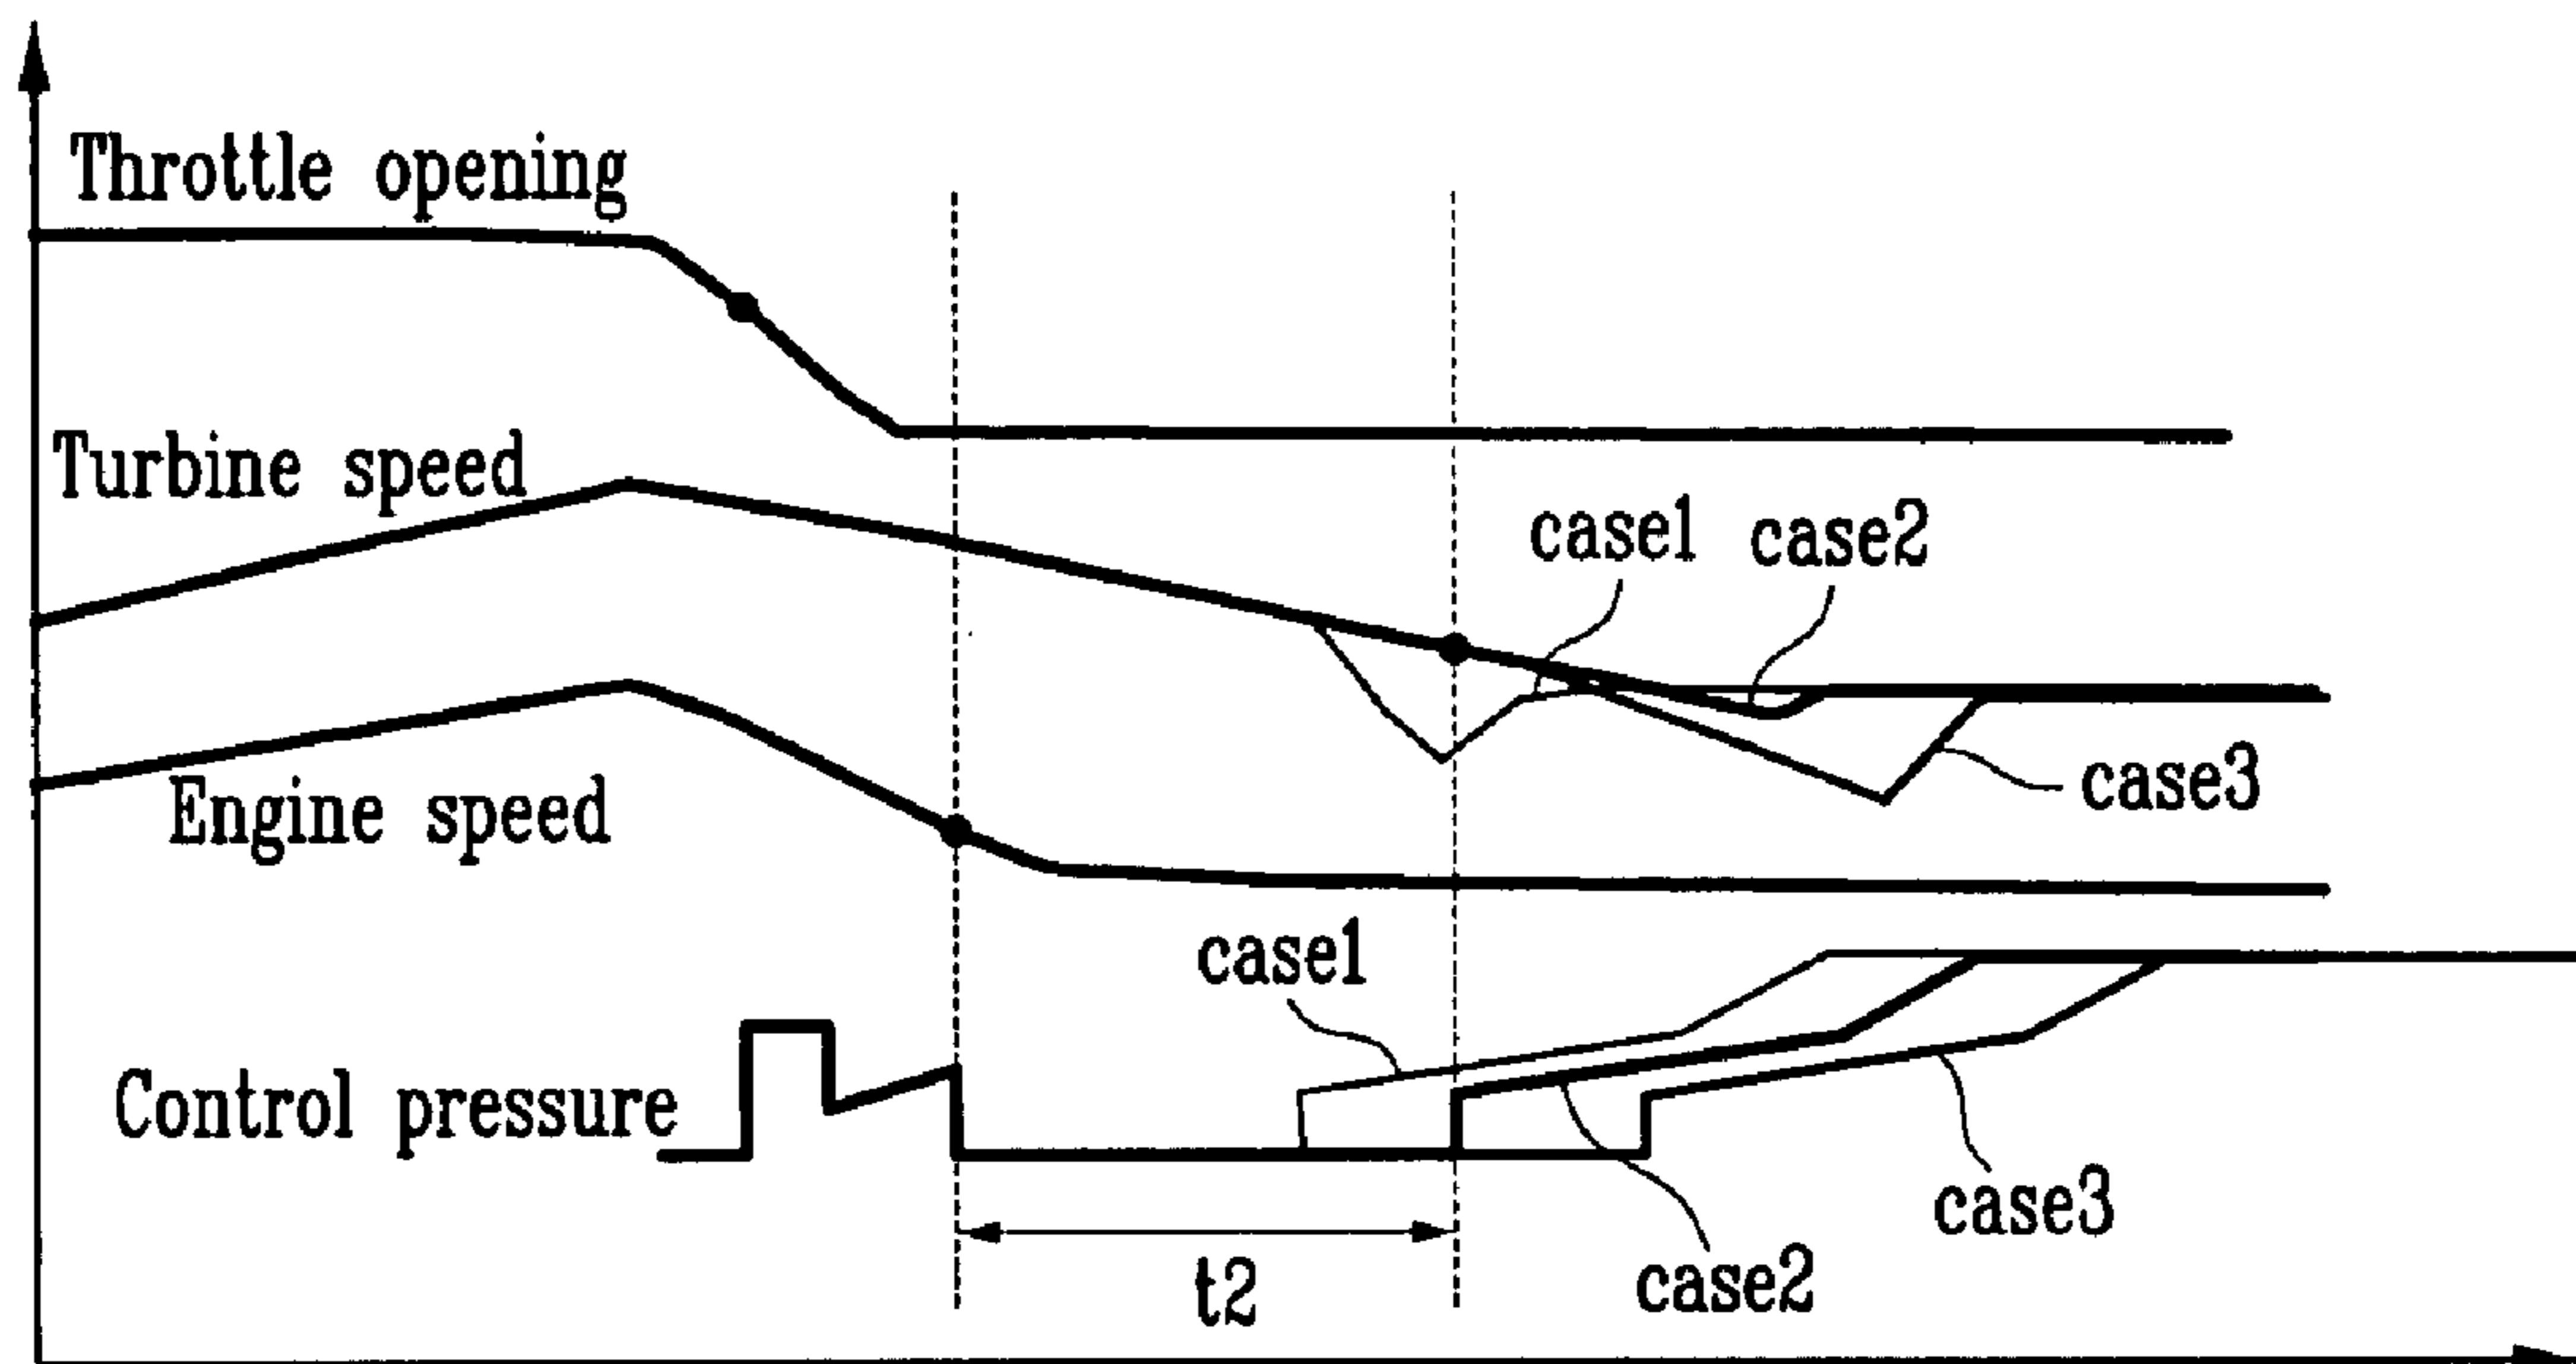 Throttle opening
Turbine speed
case1 case2
case3
Engine speed
case1
Control pressure
case3
case2
t2